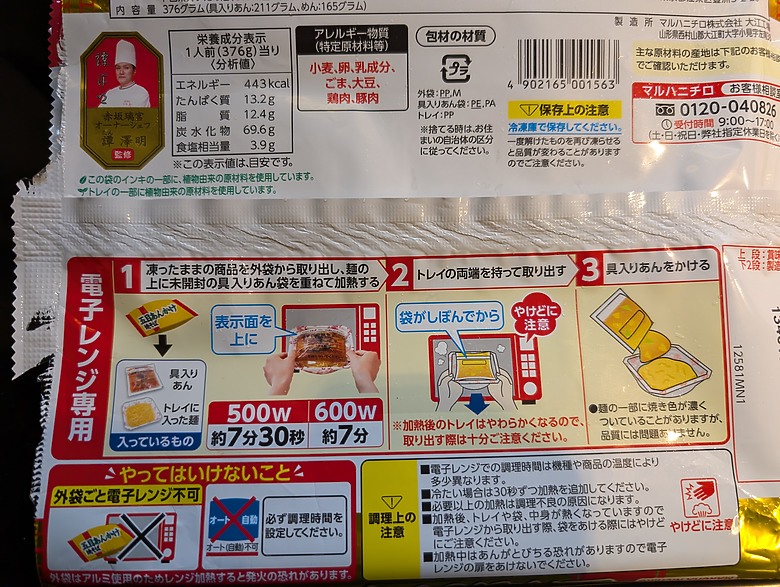 内容量 376グラム(具入りあん:211グラム、めん:165グラム)
赤坂璃宮
オーナーシェフ
譚澤明
監修
栄養成分表示
1人前(376g)当り
〈分析値〉
エネルギー 443kcal
たんぱく質 13.2g
脂質 12.4g
炭水化物 69.6g
食塩相当量 3.9g
※この表示値は、目安です。
この袋のインキの一部に、植物由来の原材料を使用しています。
トレイの一部に、植物由来の原材料を使用しています。
アレルギー物質
(特定原材料等)
小麦、卵、乳成分、
ごま、大豆、
鶏肉、豚肉
包材の材質
プラ
外袋:PP,M
具入りあん袋:PE,PA
トレイ:PP
※捨てる時は、お住
まいの自治体の区分
に従ってください。
4 902165 001563
保存上の注意
冷凍庫で保存してください。
一度解けたものを再び凍らせる
と品質が変わることがあります
のでご注意ください。
製造所 マルハニチロ株式会社 大江工
山形県西村山郡大江町大字小見字
主な原材料の産地は下記のお客様相
でご確認いただけます。
マルハニチロ お客様相談室
0120-040826
受付時間 9:00〜17:00
(土・日・祝日・弊社指定休業日を
電子レンジ専用
1 凍ったままの商品を外袋から取り出し、麺の
上に未開封の具入りあん袋を重ねて加熱する
具入り
あん
トレイに
入った麺
入っているもの
表示面を
上に
500W
約7分30秒
600W
約7分
2 トレイの両端を持って取り出す
袋がしぼんでから
やけどに
注意
※加熱後のトレイはやわらかくなるので、
取り出す際は十分ご注意ください。
3 具入りあんをかける
●麺の一部に焼き色が濃く
ついていることがありますが、
品質には問題ありません。
上段:賞味
下2段:製造
12581MN1
やってはいけないこと
外袋ごと電子レンジ不可
オート 自動
オート(自動)不可
必ず調理時間を
設定してください。
外袋はアルミ使用のためレンジ加熱すると発火の恐れがあります。
調理上の
注意
■電子レンジでの調理時間は機種や商品の温度により
多少異なります。
■冷たい場合は30秒ずつ加熱を追加してください。
■必要以上の加熱は調理不良の原因になります。
■加熱後、トレイや袋、中身が熱くなっていますので
電子レンジから取り出す際、袋をあける際にはやけど
にご注意ください。
■加熱中はあんがとびちる恐れがありますので電子
レンジの扉をあけないでください。
やけどに注意